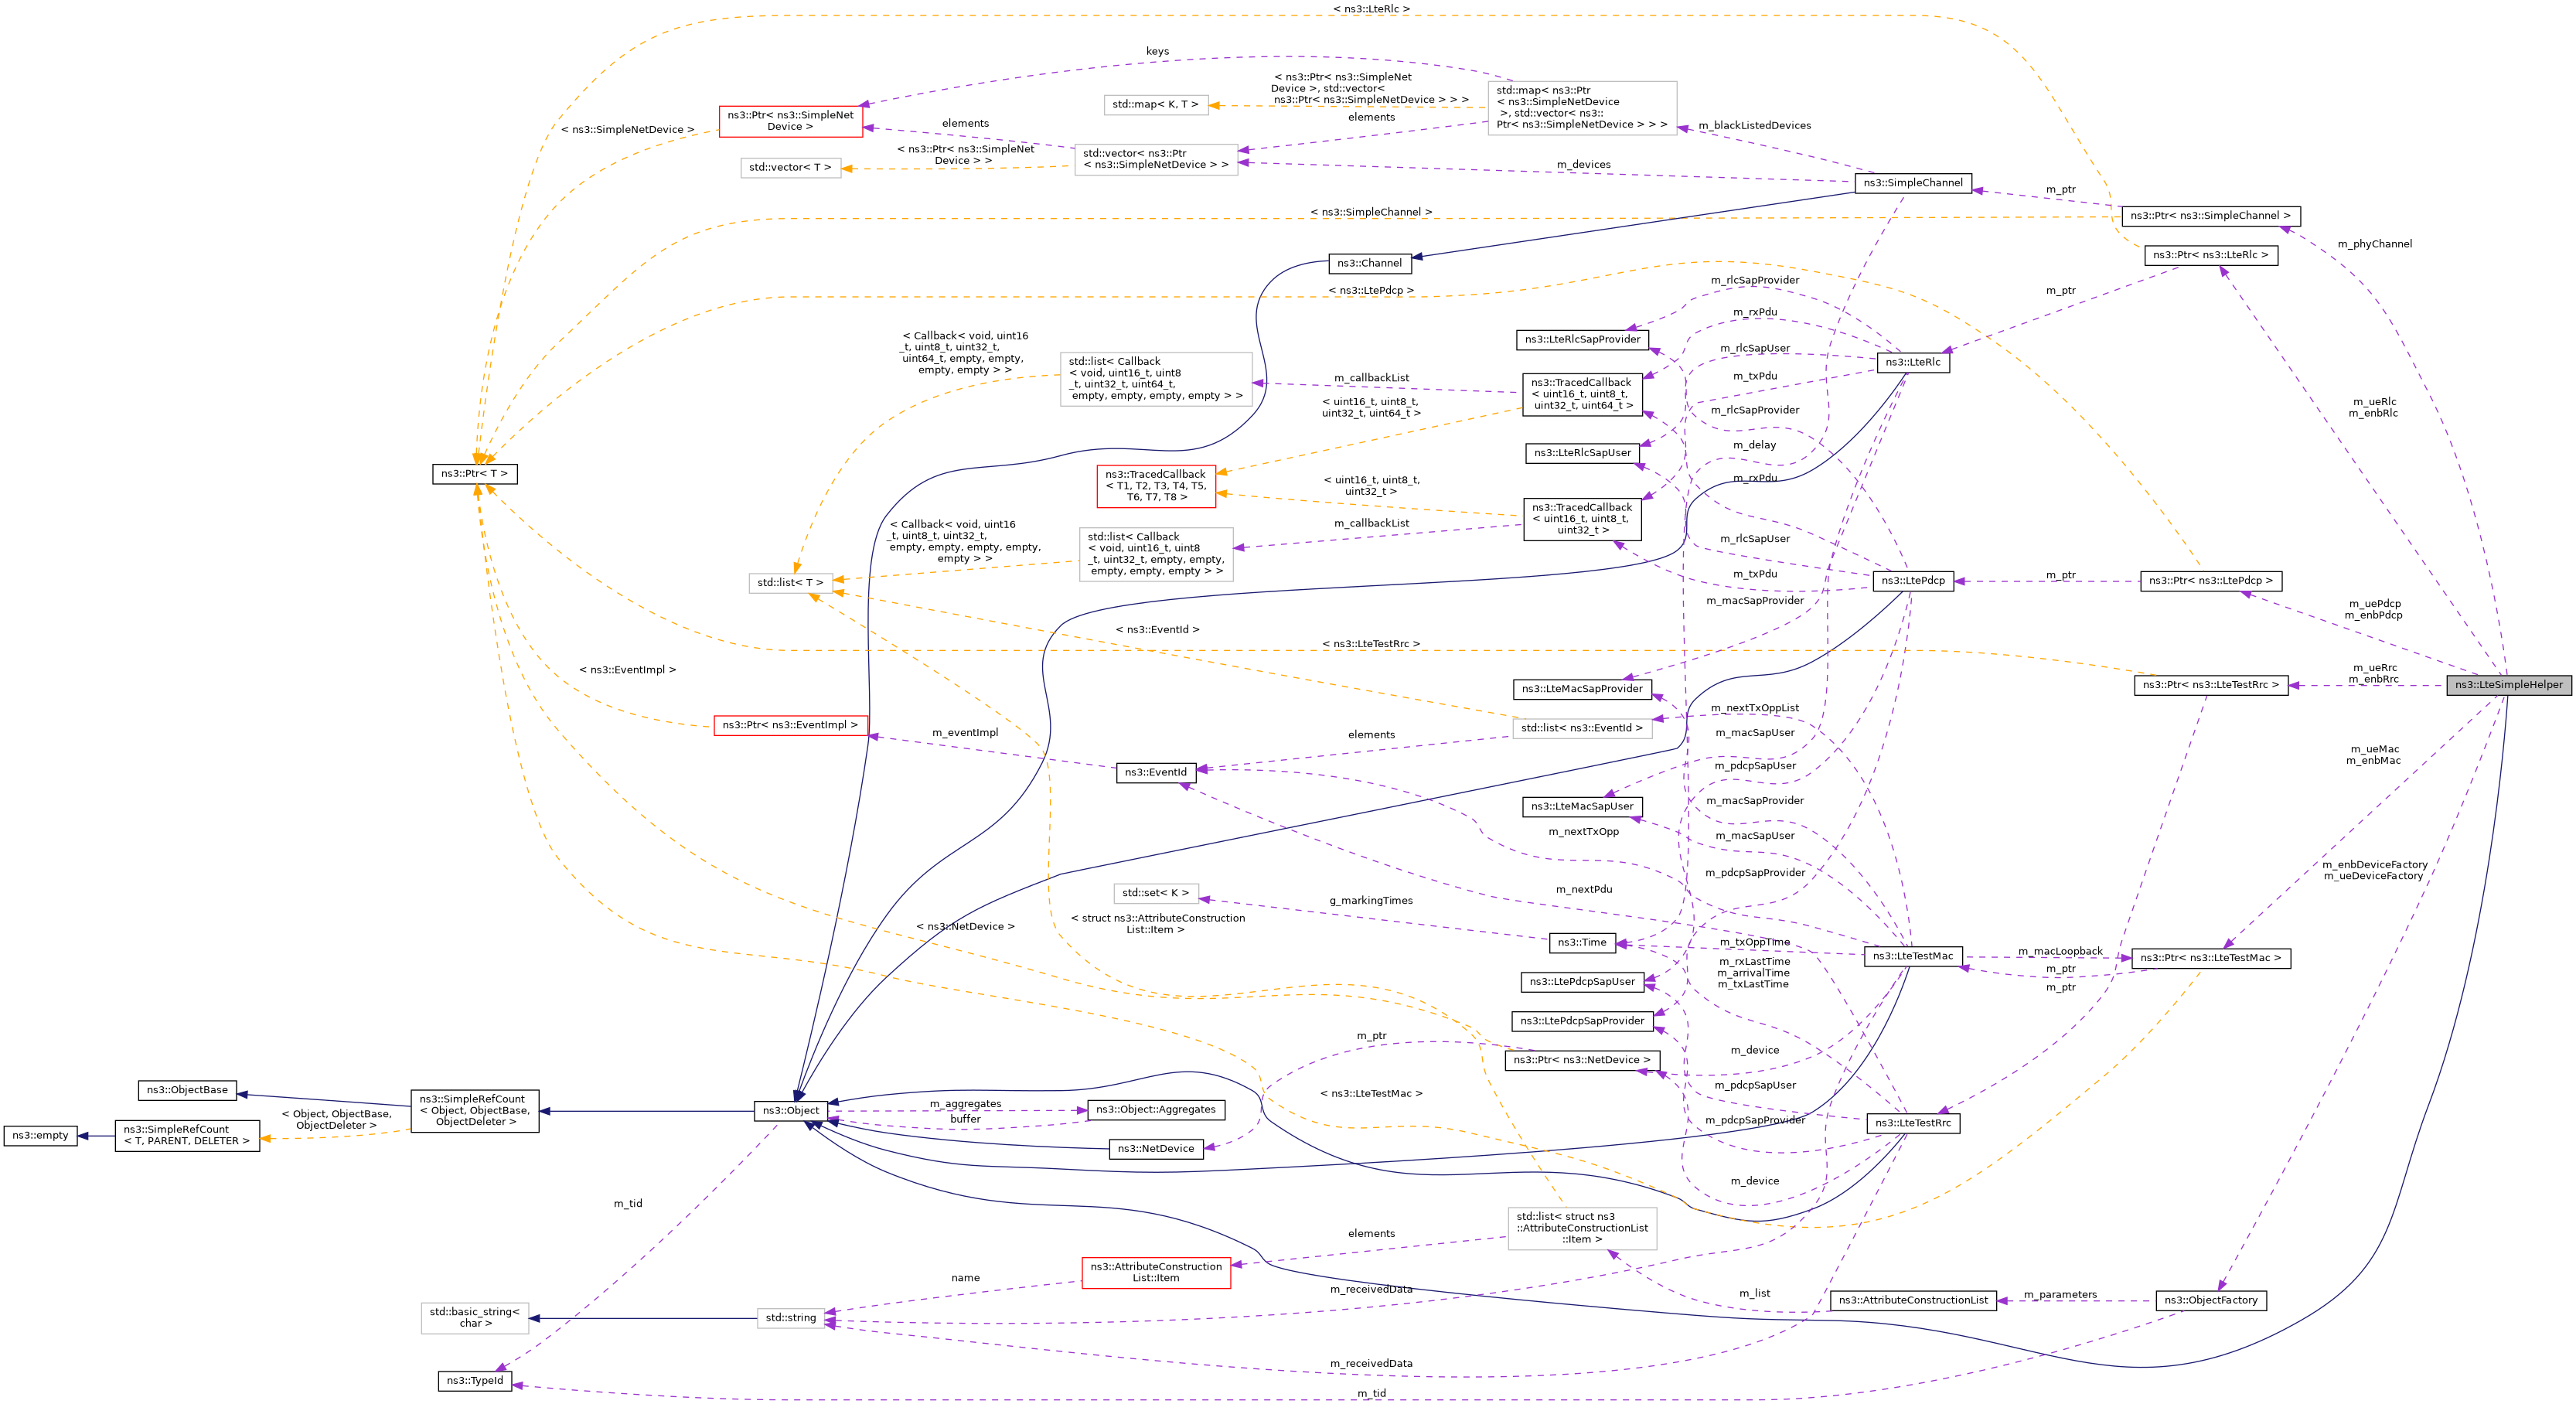 < ns3::LteRlc >
keys
< ns3::Ptr< ns3::SimpleNet
Device >, std::vector<
ns3::Ptr< ns3::SimpleNetDevice > > >
std::map< K, T >
std::map< ns3::Ptr
< ns3::SimpleNetDevice
>, std::vector< ns3::
Ptr< ns3::SimpleNetDevice > > >
ns3::Ptr< ns3::SimpleNet
Device >
< ns3::SimpleNetDevice >
elements
elements
m_blackListedDevices
< ns3::Ptr< ns3::SimpleNet
Device > >
std::vector< T >
std::vector< ns3::Ptr
< ns3::SimpleNetDevice > >
m_devices
ns3::SimpleChannel
m_ptr
< ns3::SimpleChannel >
ns3::Ptr< ns3::SimpleChannel >
m_phyChannel
ns3::Channel
ns3::Ptr< ns3::LteRlc >
< ns3::LtePdcp >
m_rlcSapProvider
m_ptr
m_rxPdu
< Callback< void, uint16
_t, uint8_t, uint32_t,
uint64_t, empty, empty,
empty, empty > >
std::list< Callback
< void, uint16_t, uint8
_t, uint32_t, uint64_t,
empty, empty, empty, empty > >
ns3::LteRlcSapProvider
m_rlcSapUser
ns3::LteRlc
m_callbackList
ns3::TracedCallback
< uint16_t, uint8_t,
uint32_t, uint64_t >
m_txPdu
< uint16_t, uint8_t,
uint32_t, uint64_t >
m_rlcSapProvider
m_ueRlc
m_enbRlc
ns3::LteRlcSapUser
m_delay
ns3::Ptr< T >
ns3::TracedCallback
< T1, T2, T3, T4, T5,
T6, T7, T8 >
< uint16_t, uint8_t,
uint32_t >
m_rxPdu
ns3::TracedCallback
< uint16_t, uint8_t,
uint32_t >
m_callbackList
< Callback< void, uint16
_t, uint8_t, uint32_t,
empty, empty, empty, empty,
empty > >
std::list< Callback
< void, uint16_t, uint8
_t, uint32_t, empty, empty,
empty, empty, empty > >
m_rlcSapUser
std::list< T >
m_txPdu
ns3::LtePdcp
m_ptr
ns3::Ptr< ns3::LtePdcp >
m_macSapProvider
m_uePdcp
m_enbPdcp
< ns3::EventId >
< ns3::LteTestRrc >
< ns3::EventImpl >
ns3::LteMacSapProvider
m_ueRrc
m_enbRrc
ns3::Ptr< ns3::LteTestRrc >
ns3::LteSimpleHelper
m_nextTxOppList
ns3::Ptr< ns3::EventImpl >
m_eventImpl
elements
std::list< ns3::EventId >
m_macSapUser
m_ueMac
m_enbMac
ns3::EventId
m_pdcpSapUser
ns3::LteMacSapUser
m_macSapProvider
m_nextTxOpp
m_macSapUser
m_enbDeviceFactory
m_ueDeviceFactory
m_pdcpSapProvider
std::set< K >
m_nextPdu
g_markingTimes
< ns3::NetDevice >
< struct ns3::AttributeConstruction
List::Item >
ns3::Time
m_txOppTime
ns3::LteTestMac
m_macLoopback
m_ptr
ns3::Ptr< ns3::LteTestMac >
m_rxLastTime
m_arrivalTime
m_txLastTime
m_ptr
ns3::LtePdcpSapUser
ns3::LtePdcpSapProvider
m_ptr
ns3::Ptr< ns3::NetDevice >
m_device
m_pdcpSapUser
ns3::ObjectBase
ns3::SimpleRefCount
< Object, ObjectBase,
ObjectDeleter >
< Object, ObjectBase,
ObjectDeleter >
ns3::Object
m_aggregates
buffer
ns3::Object::Aggregates
< ns3::LteTestMac >
m_pdcpSapProvider
ns3::LteTestRrc
ns3::empty
ns3::SimpleRefCount
< T, PARENT, DELETER >
ns3::NetDevice
m_device
m_tid
std::list< struct ns3
::AttributeConstructionList
::Item >
elements
ns3::AttributeConstruction
List::Item
name
m_receivedData
m_list
ns3::AttributeConstructionList
m_parameters
ns3::ObjectFactory
std::basic_string<
char >
std::string
m_receivedData
ns3::TypeId
m_tid